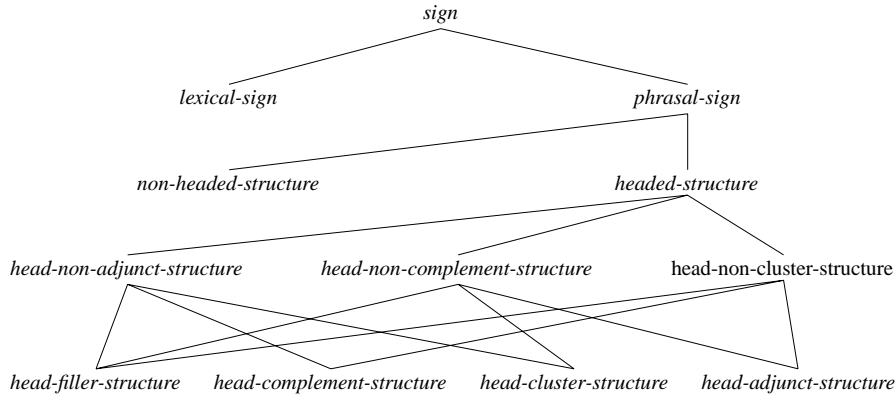 sign
lexical-sign phrasal-sign
non-headed-structure headed-structure
head-non-adjunct-structure head-non-complement-structure head-non-cluster-structure
head-filler-structure head-complement-structure head-cluster-structure head-adjunct-structure